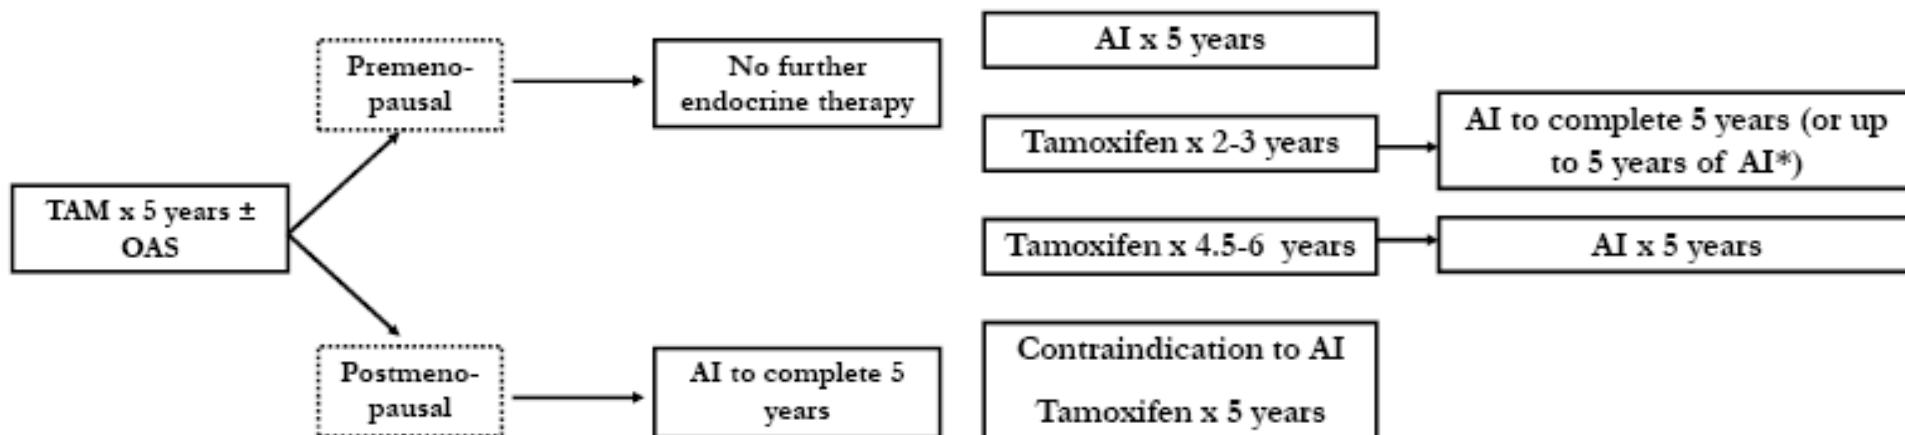 TAM x 5 years ±
OAS
Premeno-
pausal
No further
endocrine therapy
Postmeno-
pausal
AI to complete 5
years
AI x 5 years
Tamoxifen x 2-3 years
AI to complete 5 years (or up
to 5 years of AI*)
Tamoxifen x 4.5-6 years
AI x 5 years
Contraindication to AI
Tamoxifen x 5 years